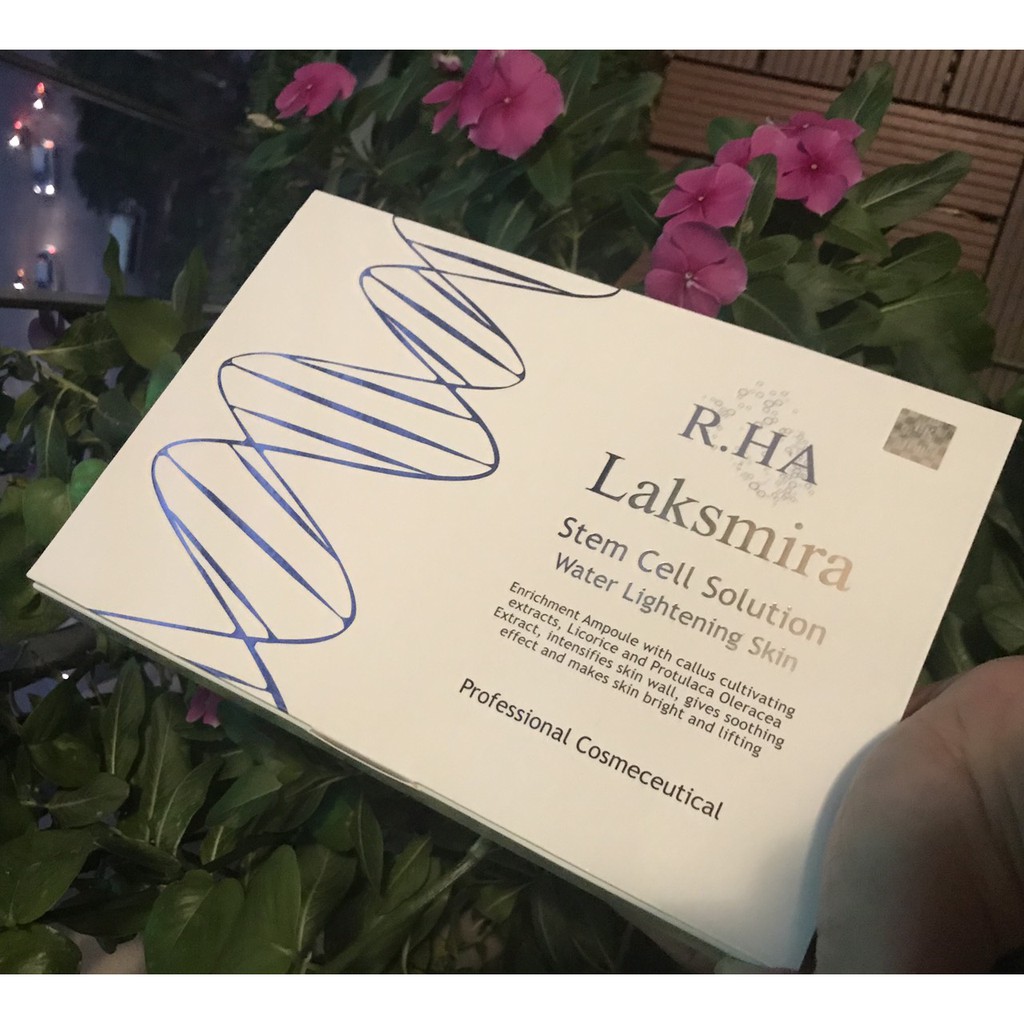 R.HA
Laksmira
Stem Cell Solution
Water Lightening Skin
Enrichment Ampoule with callus cultivating
extracts, Licorice and Protulaca Oleracea
Extract, intensifies skin wall, gives soothing
effect and makes skin bright and lifting
Professional Cosmeceutical